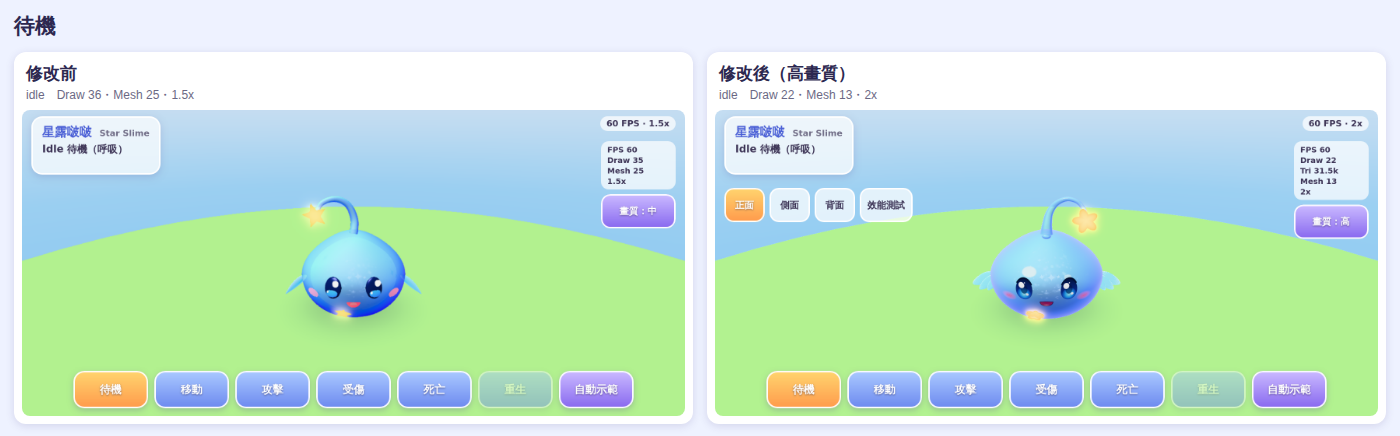 待機
修改前
idle Draw 36・Mesh 25・1.5x
星露啵啵 Star Slime
Idle 待機（呼吸）
60 FPS · 1.5x
FPS 60
Draw 35
Mesh 25
1.5x
畫質：中
待機 移動 攻擊 受傷 死亡 重生 自動示範
修改後（高畫質）
idle Draw 22・Mesh 13・2x
星露啵啵 Star Slime
Idle 待機（呼吸）
60 FPS · 2x
FPS 60
Draw 22
Tri 31.5k
Mesh 13
2x
正面 側面 背面 效能測試
畫質：高
待機 移動 攻擊 受傷 死亡 重生 自動示範